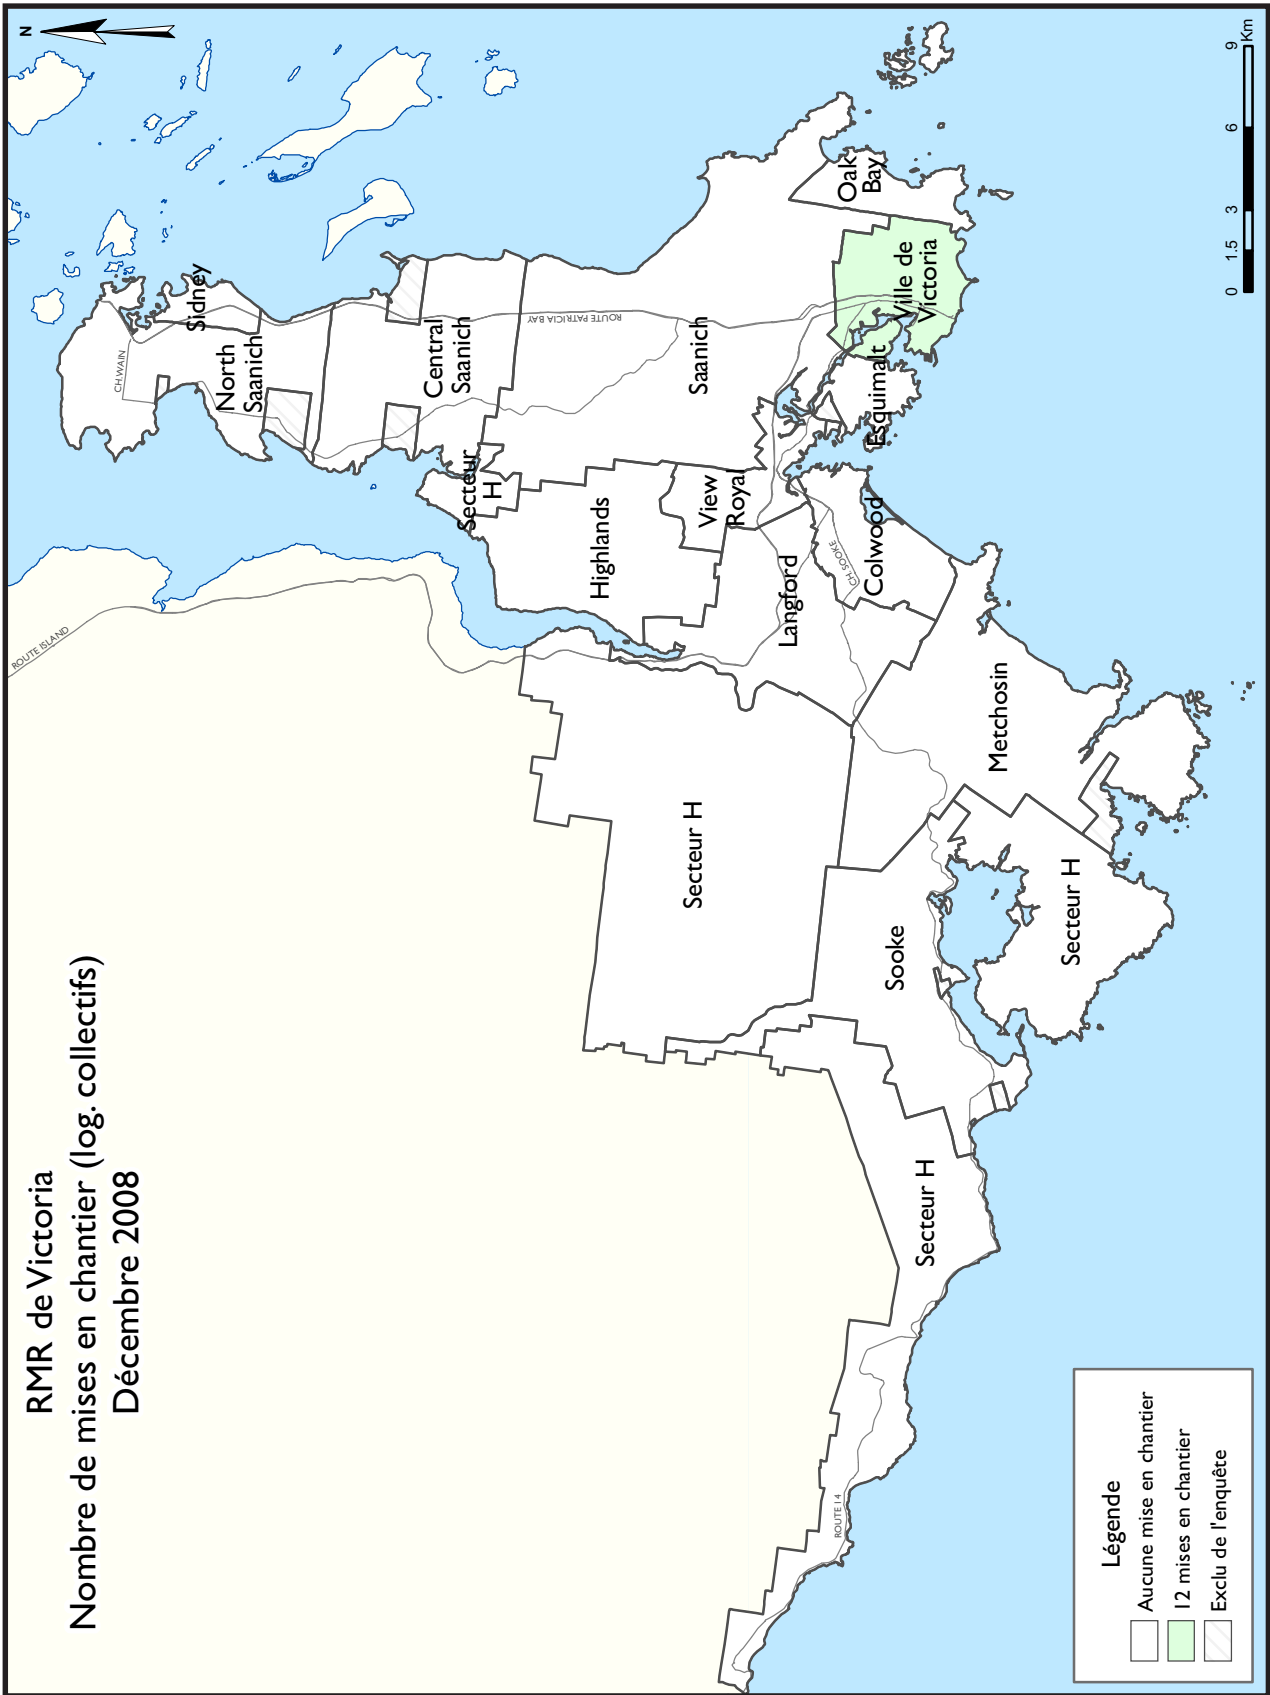 RMR de Victoria
Nombre de mises en chantier (log. collectifs)
Décembre 2008
N
ROUTE ISLAND
CH. WAIN
Sidney
North
Saanich
Central
Saanich
ROUTE PATRICIA BAY
Secteur
H
Saanich
Highlands
View
Royal
Oak
Bay
Ville de
Victoria
Esquimalt
Langford
CH. SOOKE
Colwood
Metchosin
Secteur H
Sooke
Secteur H
Secteur H
ROUTE 14
Légende
Aucune mise en chantier
12 mises en chantier
Exclu de l'enquête
0 1.5 3 6 9
Km